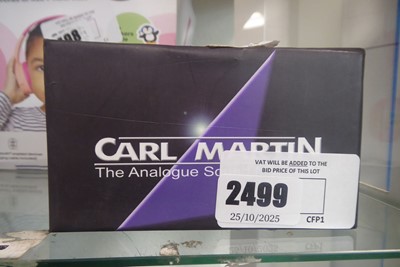 2498
CARL MARTIN
The Analogue So
VAT WILL BE ADDED TO THE
BID PRICE OF THIS LOT
2499
25/10/2025
CFP1